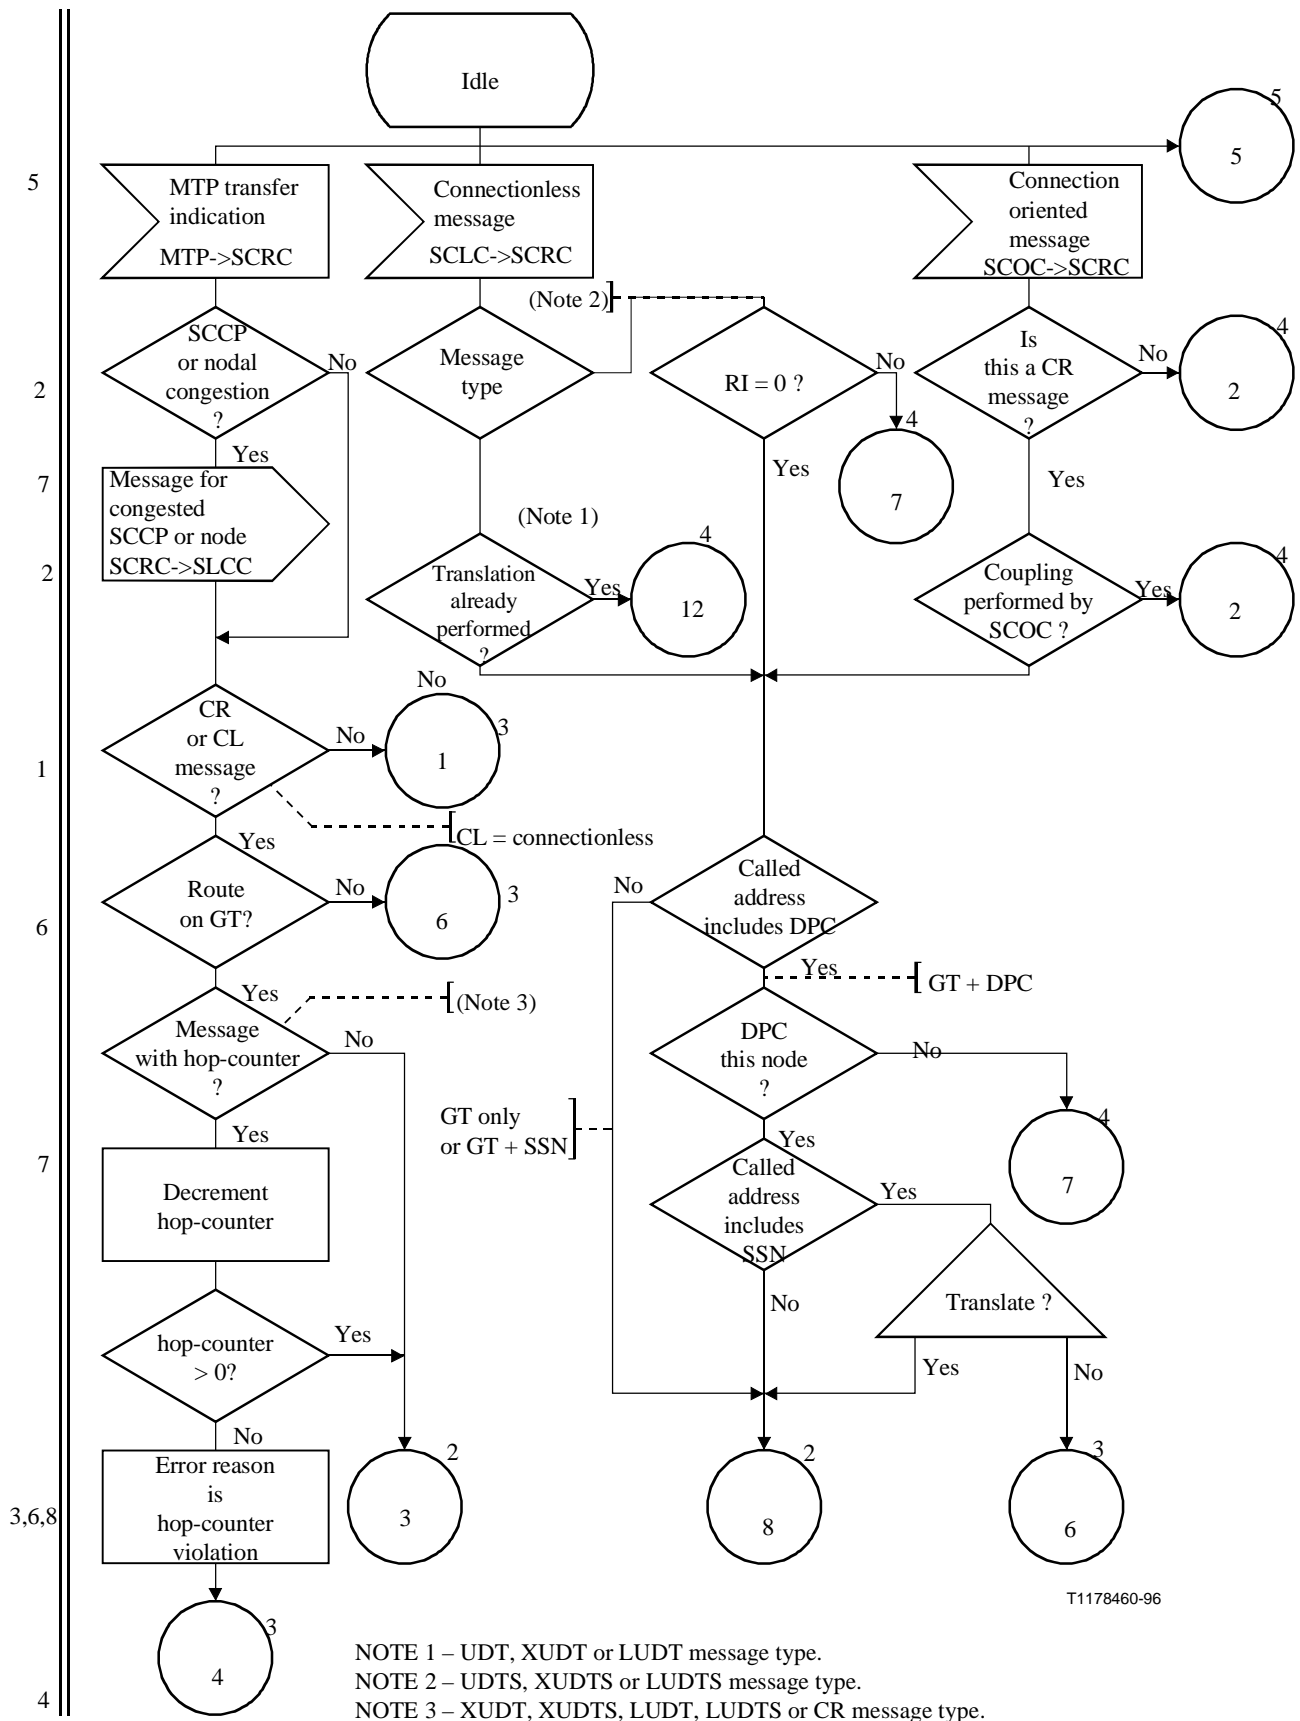 Idle
5
5
5
MTP transfer
indication
MTP->SCRC
Connectionless
message
SCLC->SCRC
Connection
oriented
message
SCOC->SCRC
(Note 2)
2
SCCP
or nodal
congestion
?
No
Yes
Message
type
RI = 0 ?
No
Yes
4
7
Is
this a CR
message
?
No
Yes
4
2
7
Message for
congested
SCCP or node
SCRC->SLCC
2
(Note 1)
Translation
already
performed
?
Yes
No
4
12
Coupling
performed by
SCOC ?
Yes
4
2
1
CR
or CL
message
?
No
Yes
3
1
CL = connectionless
6
Route
on GT?
No
Yes
3
6
Called
address
includes DPC
No
Yes
GT + DPC
(Note 3)
Message
with hop-counter
?
No
Yes
DPC
this node
?
No
Yes
4
7
GT only
or GT + SSN
7
Decrement
hop-counter
Called
address
includes
SSN
Yes
No
Translate ?
Yes
No
hop-counter
> 0?
Yes
No
3,6,8
Error reason
is
hop-counter
violation
2
3
2
8
3
6
T1178460-96
3
4
4
NOTE 1 – UDT, XUDT or LUDT message type.
NOTE 2 – UDTS, XUDTS or LUDTS message type.
NOTE 3 – XUDT, XUDTS, LUDT, LUDTS or CR message type.